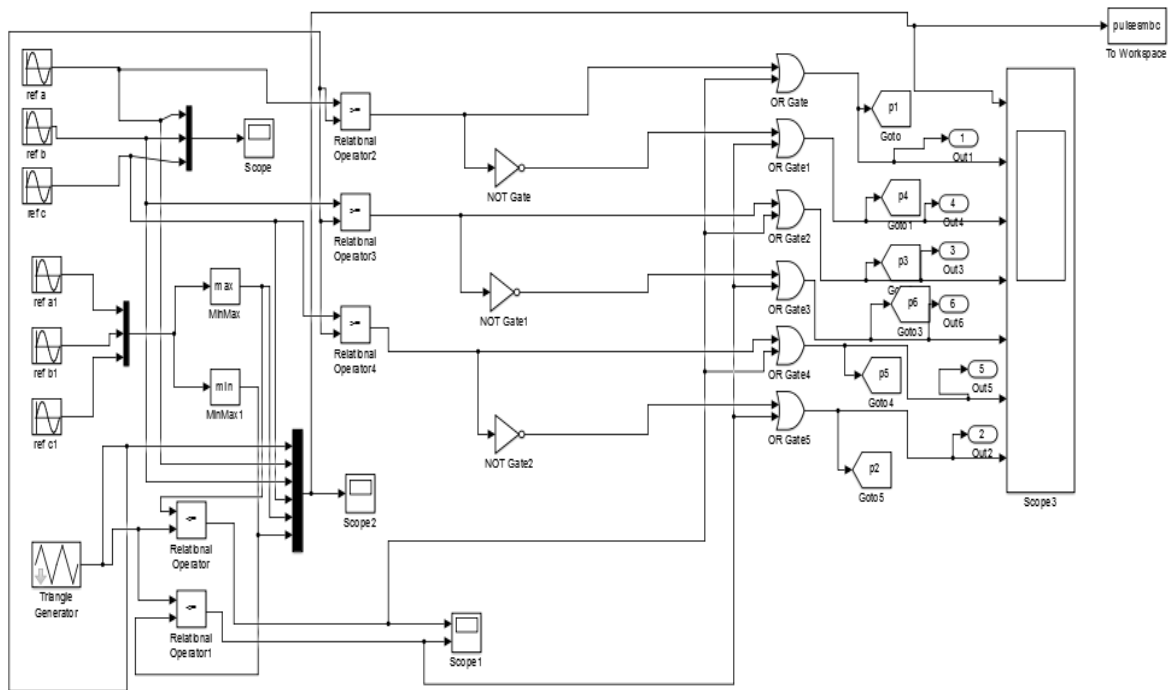 pulsesmbc
To Workspace
ref a
ref b
ref c
Scope
>=
Relational
Operator2
NOT Gate
OR Gate
p1
Goto
1
Out1
OR Gate1
p4
Goto1
4
Out4
>=
Relational
Operator3
NOT Gate1
OR Gate2
p3
Go
3
Out3
OR Gate3
p6
Goto3
6
Out6
ref a1
ref b1
ref c1
max
MinMax
min
MinMax1
>=
Relational
Operator4
NOT Gate2
OR Gate4
p5
Goto4
5
Out5
OR Gate5
p2
Goto5
2
Out2
Scope3
Scope2
<=
Relational
Operator
Triangle
Generator
<=
Relational
Operator1
Scope1